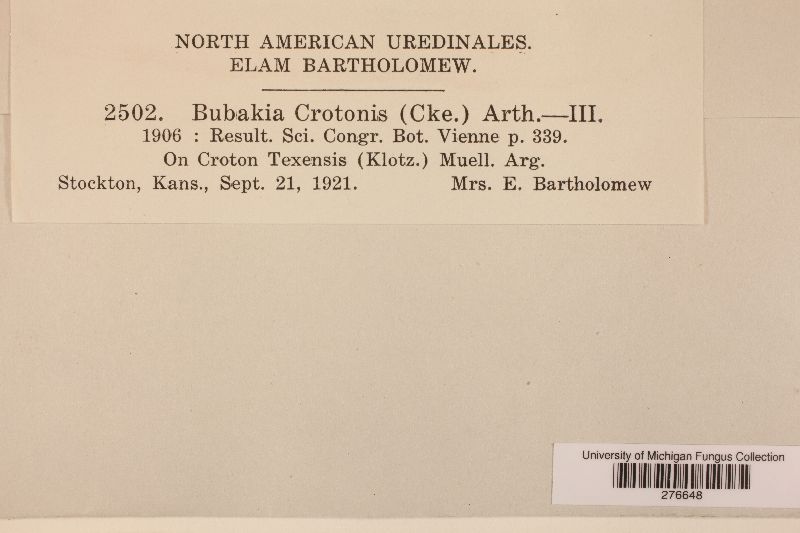 NORTH AMERICAN UREDINALES.
ELAM BARTHOLOMEW.
2502. Bubakia Crotonis (Cke.) Arth.—III.
1906 : Result. Sci. Congr. Bot. Vienne p. 339.
On Croton Texensis (Klotz.) Muell. Arg.
Stockton, Kans., Sept. 21, 1921. Mrs. E. Bartholomew
University of Michigan Fungus Collection
276648